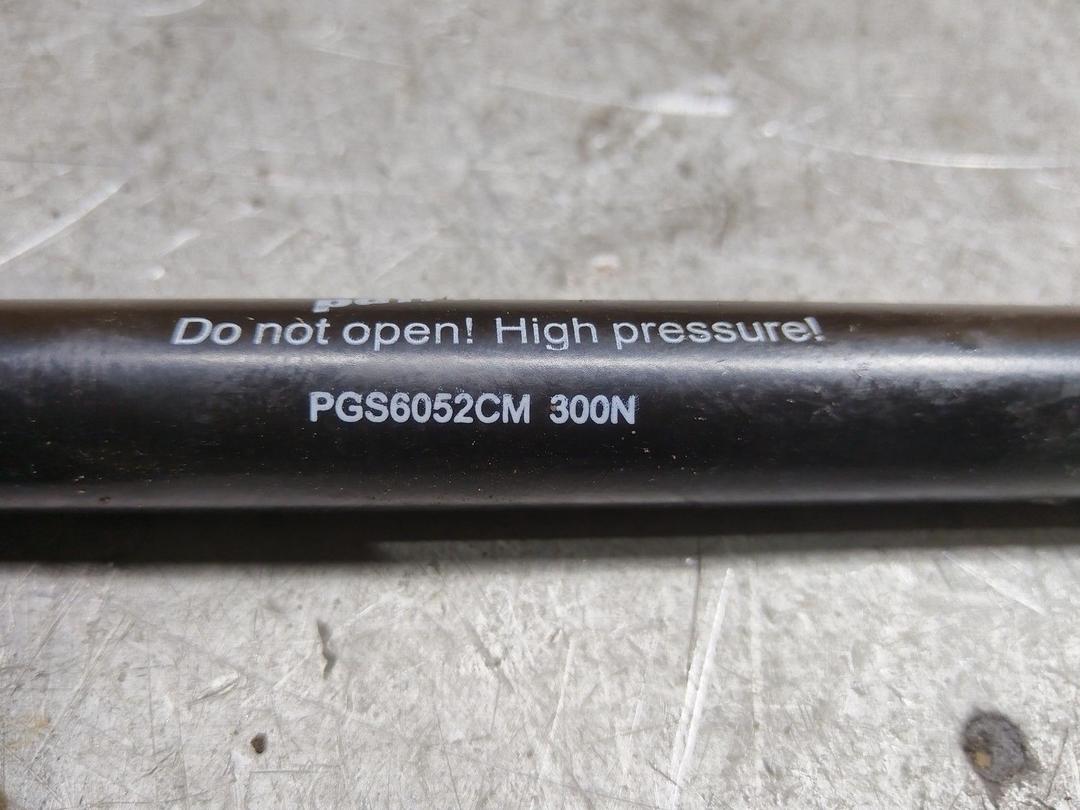 Do not open! High pressure!
PGS6052CM 300N